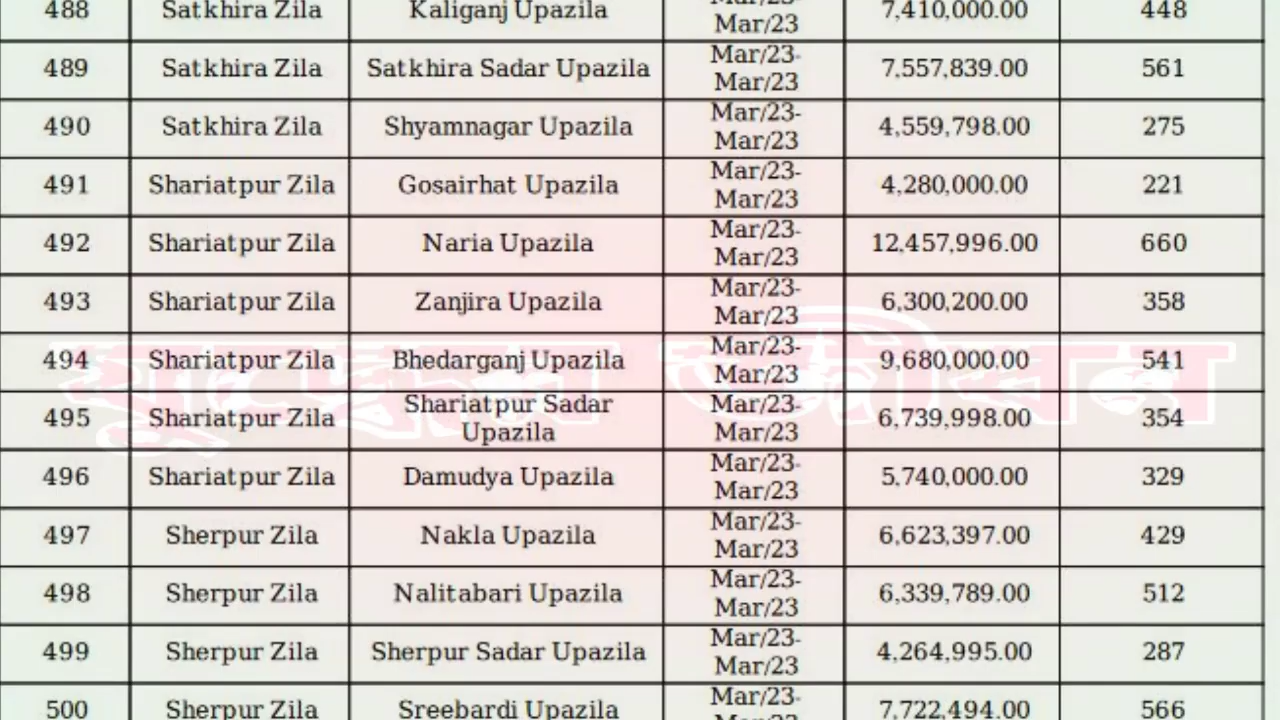 488 Satkhira Zila Kaliganj Upazila Mar/23-
Mar/23 7,410,000.00 448
489 Satkhira Zila Satkhira Sadar Upazila Mar/23-
Mar/23 7,557,839.00 561
490 Satkhira Zila Shyamnagar Upazila Mar/23-
Mar/23 4,559,798.00 275
491 Shariatpur Zila Gosairhat Upazila Mar/23-
Mar/23 4,280,000.00 221
492 Shariatpur Zila Naria Upazila Mar/23-
Mar/23 12,457,996.00 660
493 Shariatpur Zila Zanjira Upazila Mar/23-
Mar/23 6,300,200.00 358
494 Shariatpur Zila Bhedarganj Upazila Mar/23-
Mar/23 9,680,000.00 541
495 Shariatpur Zila Shariatpur Sadar Mar/23-
Upazila Mar/23 6,739,998.00 354
496 Shariatpur Zila Damudya Upazila Mar/23-
Mar/23 5,740,000.00 329
497 Sherpur Zila Nakla Upazila Mar/23-
Mar/23 6,623,397.00 429
498 Sherpur Zila Nalitabari Upazila Mar/23-
Mar/23 6,339,789.00 512
499 Sherpur Zila Sherpur Sadar Upazila Mar/23-
Mar/23 4,264,995.00 287
500 Sherpur Zila Sreebardi Upazila Mar/23-
7,722,494.00 566